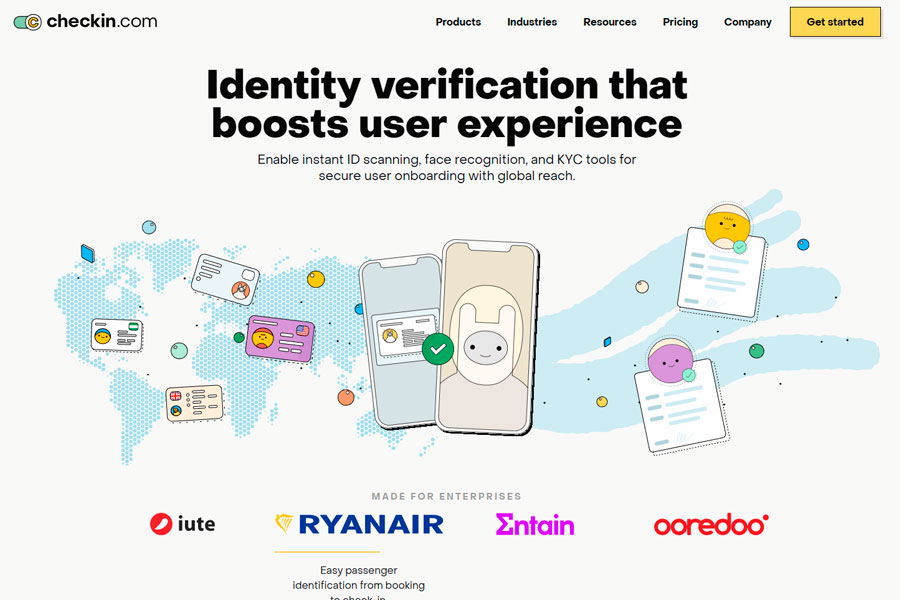 checkin.com
Products
Industries
Resources
Pricing
Company
Get started
Identity verification that
boosts user experience
Enable instant ID scanning, face recognition, and KYC tools for
secure user onboarding with global reach.
MADE FOR ENTERPRISES
iute
RYANAIR
Entain
ooredoo
Easy passenger
identification from booking
to check-in